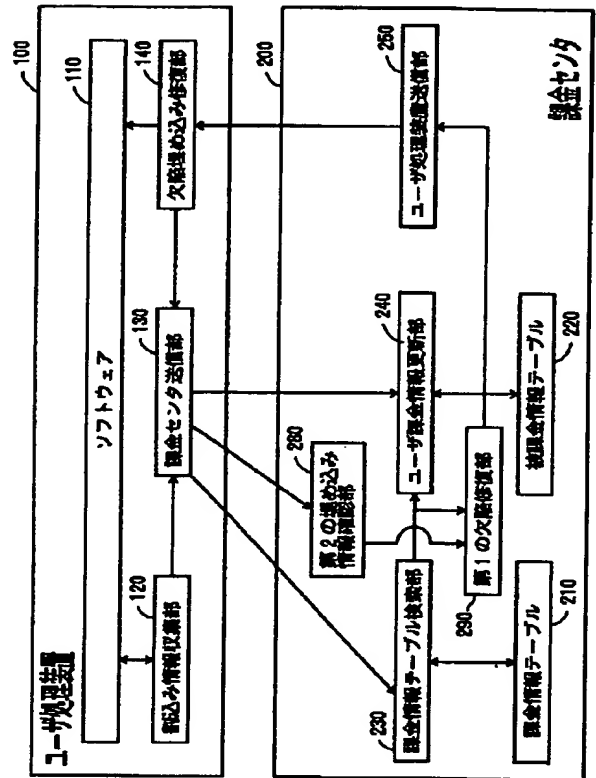 ユーザ処理装置
100
ソフトウェア
110
割込み情報収集部
120
課金センタ送信部
130
欠陥埋め込み修復部
140
課金センタ
200
第2の埋め込み
情報確認部
280
課金情報テーブル検索部
230
ユーザ課金情報更新部
240
ユーザ処理装置送信部
250
第1の欠陥修復部
290
課金情報テーブル
210
被課金情報テーブル
220